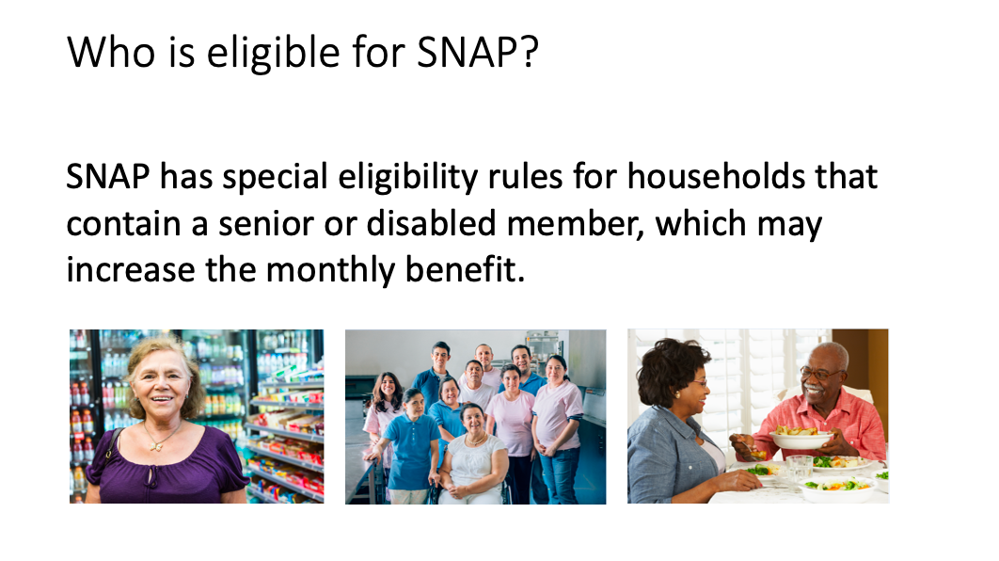 Who is eligible for SNAP?
SNAP has special eligibility rules for households that
contain a senior or disabled member, which may
increase the monthly benefit.